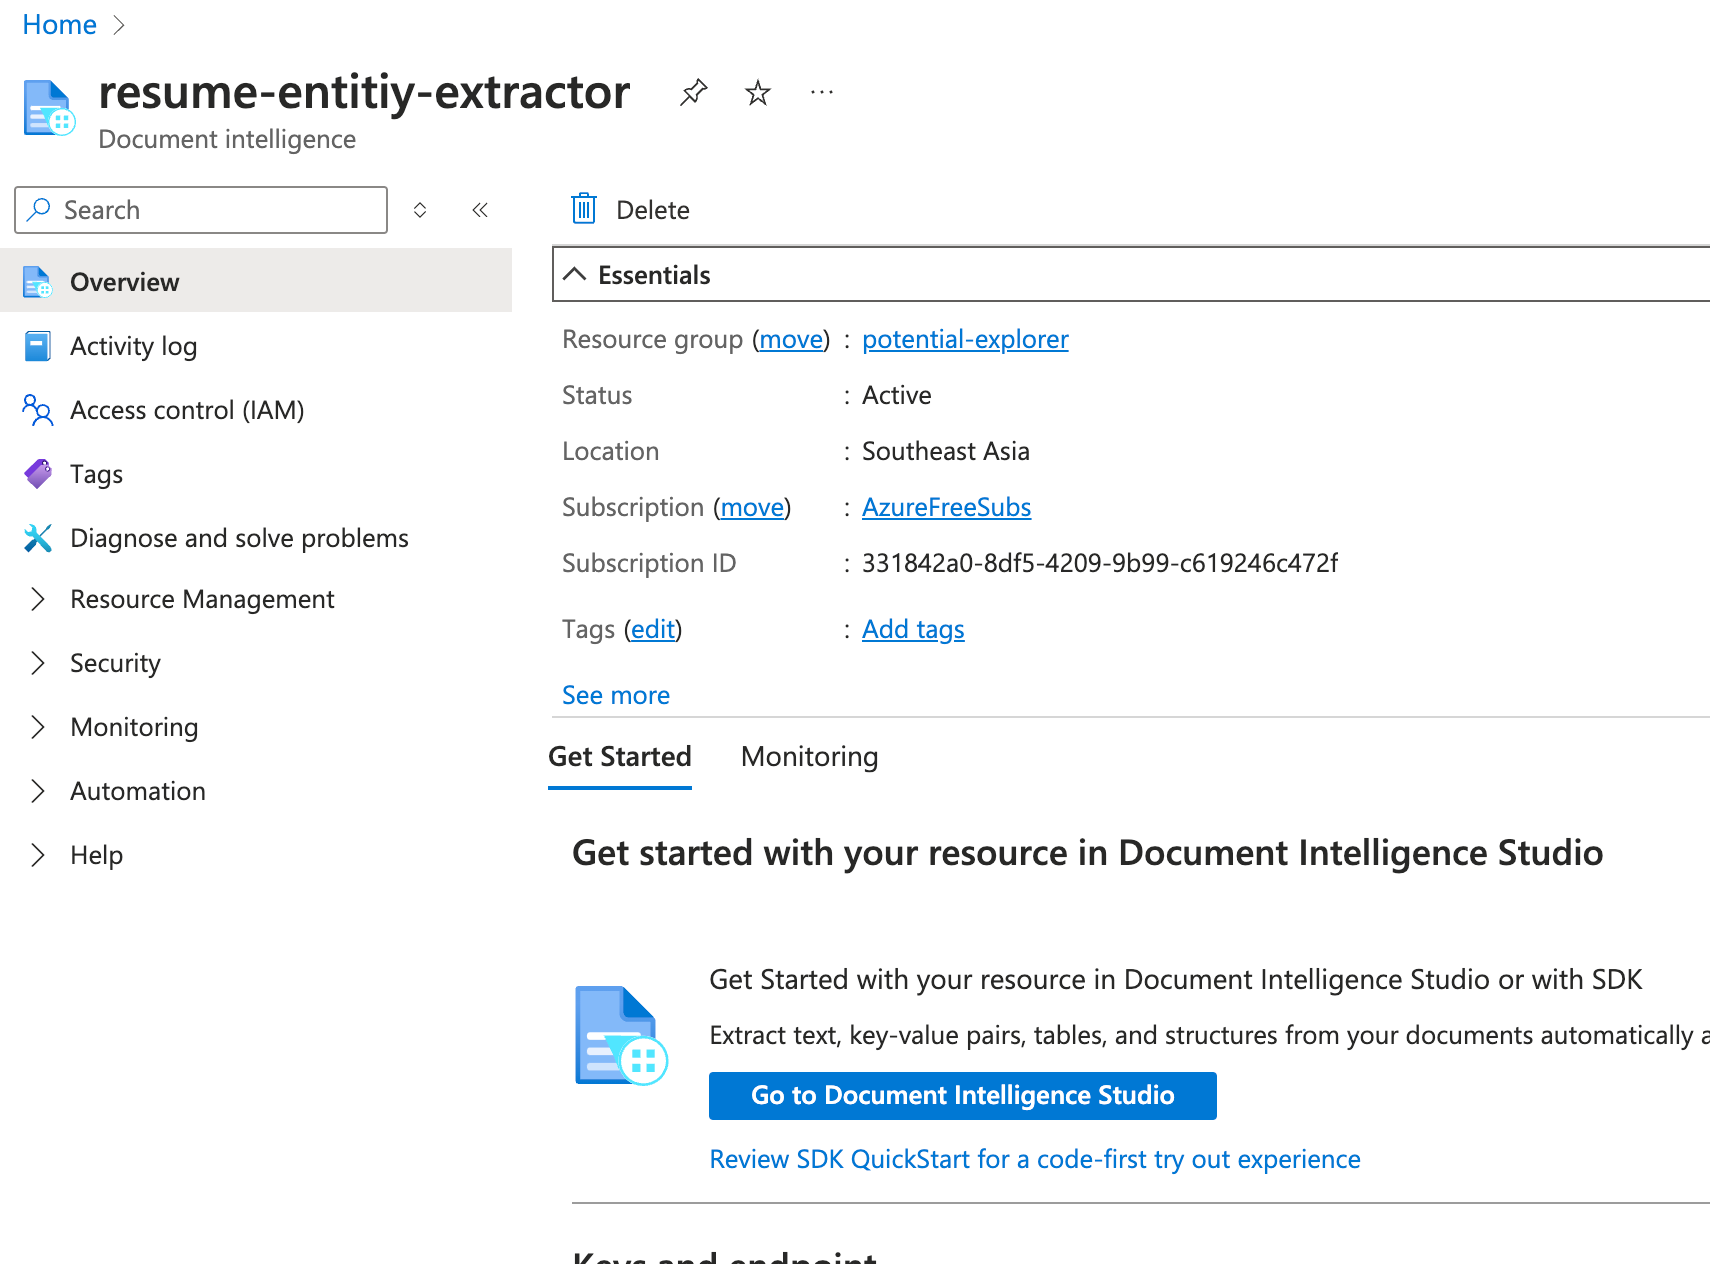 Home
resume-entitiy-extractor
Document intelligence
Search
Overview
Activity log
Access control (IAM)
Tags
Diagnose and solve problems
Resource Management
Security
Monitoring
Automation
Help
Delete
Essentials
Resource group (move) : potential-explorer
Status : Active
Location : Southeast Asia
Subscription (move) : AzureFreeSubs
Subscription ID : 331842a0-8df5-4209-9b99-c619246c472f
Tags (edit) : Add tags
See more
Get Started Monitoring
Get started with your resource in Document Intelligence Studio
Get Started with your resource in Document Intelligence Studio or with SDK
Extract text, key-value pairs, tables, and structures from your documents automatically a
Go to Document Intelligence Studio
Review SDK QuickStart for a code-first try out experience
Keys and endpoint